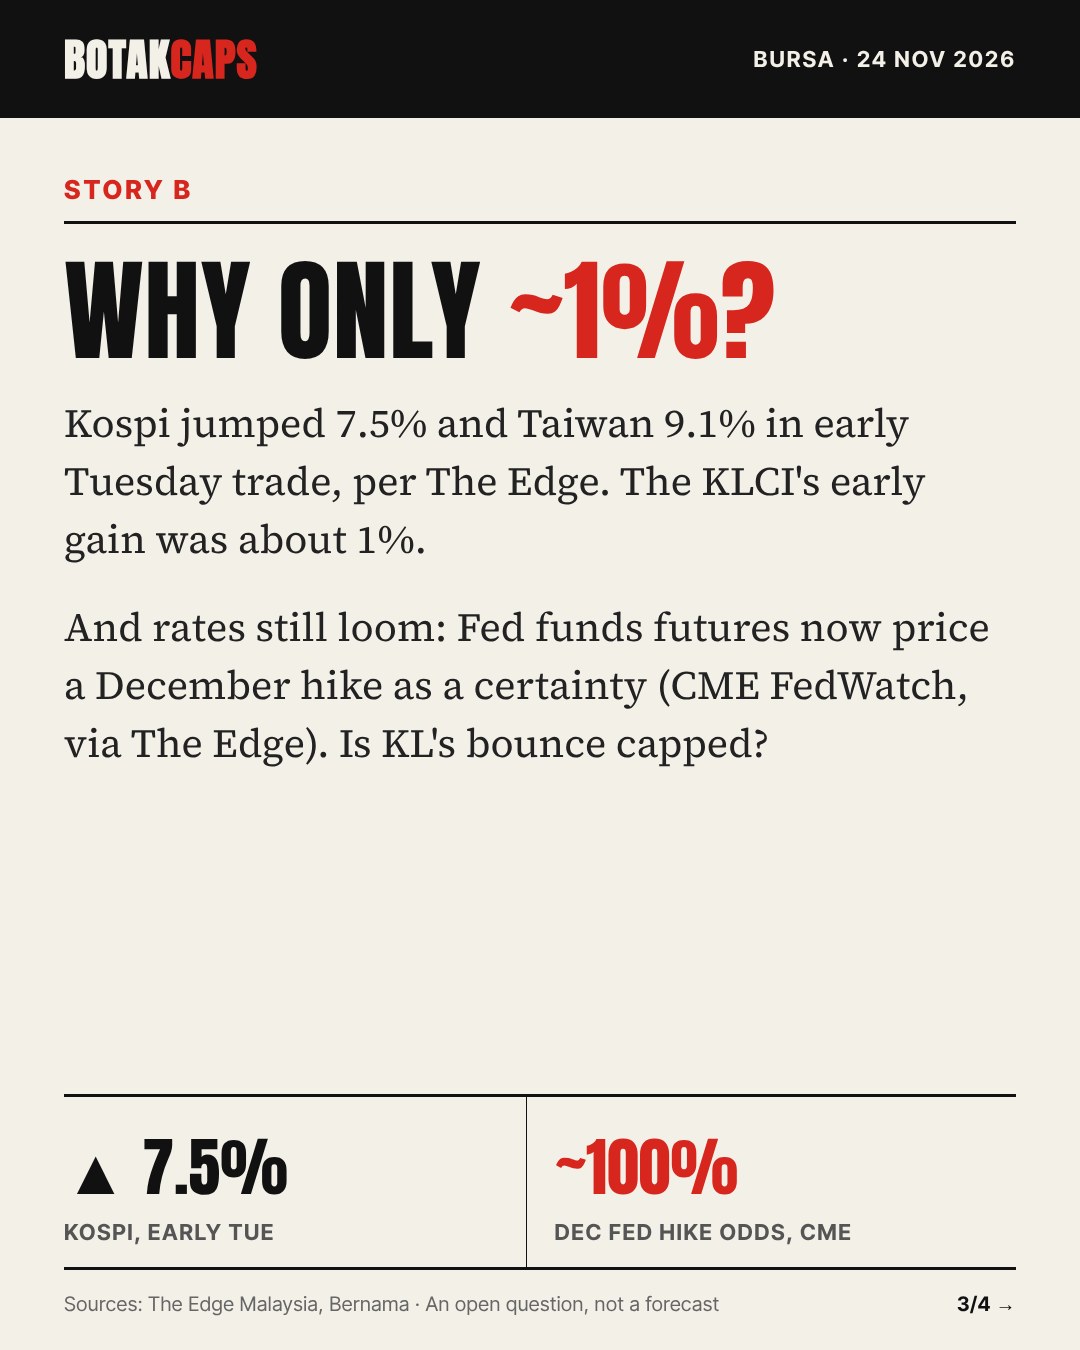 BOTAKCAPS
BURSA · 24 NOV 2026
STORY B
WHY ONLY ~1%?
Kospi jumped 7.5% and Taiwan 9.1% in early
Tuesday trade, per The Edge. The KLCI's early
gain was about 1%.
And rates still loom: Fed funds futures now price
a December hike as a certainty (CME FedWatch,
via The Edge). Is KL's bounce capped?
▲ 7.5%
KOSPI, EARLY TUE
~100%
DEC FED HIKE ODDS, CME
Sources: The Edge Malaysia, Bernama · An open question, not a forecast
3/4 →